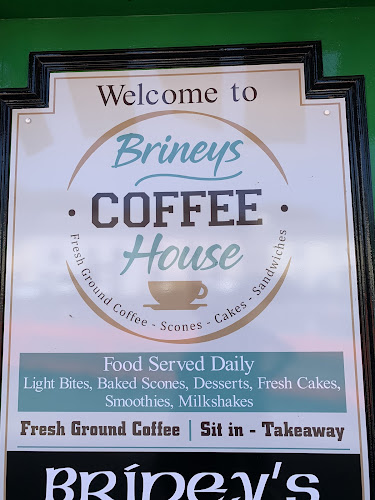 Welcome to
Brineys
COFFEE
House
Fresh Ground Coffee - Scones - Cakes - Sandwiches
Food Served Daily
Light Bites, Baked Scones, Desserts, Fresh Cakes,
Smoothies, Milkshakes
Fresh Ground Coffee | Sit in - Takeaway
BRINEY'S